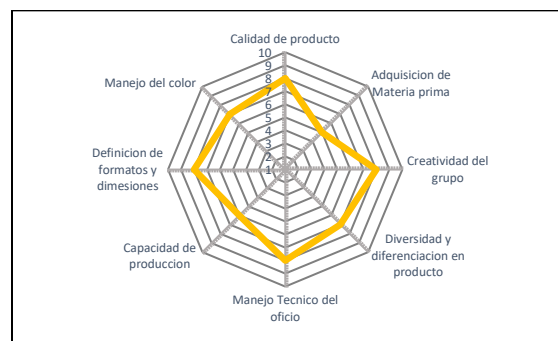 Calidad de producto
10
9
8
7
6
5
4
3
2
1
Adquisicion de
Materia prima
Creatividad del
grupo
Diversidad y
diferenciacion en
producto
Manejo Tecnico del
oficio
Capacidad de
produccion
Definicion de
formatos y
dimesiones
Manejo del color